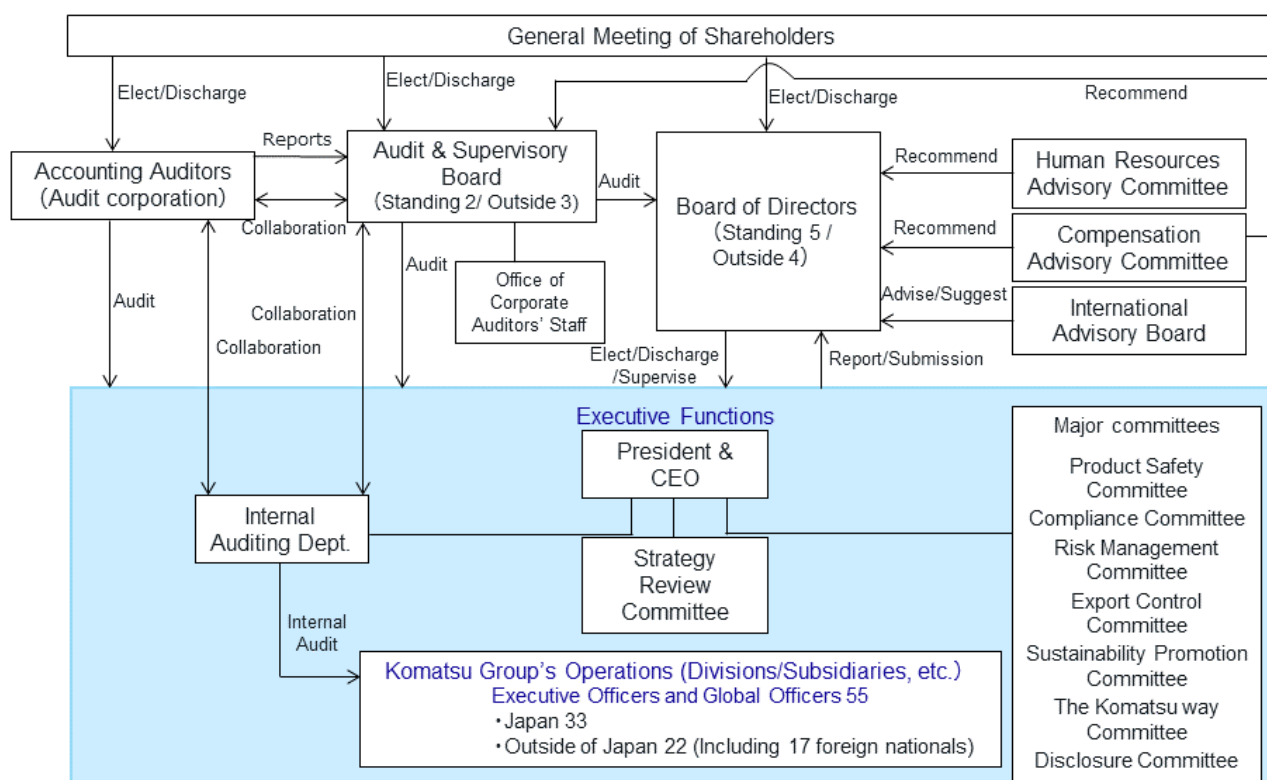 General Meeting of Shareholders
Elect/Discharge
Elect/Discharge
Elect/Discharge
Recommend
Reports
Accounting Auditors
(Audit corporation)
Audit & Supervisory
Board
(Standing 2/ Outside 3)
Collaboration
Audit
Board of Directors
(Standing 5 /
Outside 4)
Recommend
Human Resources
Advisory Committee
Recommend
Compensation
Advisory Committee
Advise/Suggest
International
Advisory Board
Audit
Audit
Office of
Corporate
Auditors' Staff
Collaboration
Collaboration
Elect/Discharge
/Supervise
Report/Submission
Executive Functions
President &
CEO
Internal
Auditing Dept.
Strategy
Review
Committee
Major committees
Product Safety
Committee
Compliance Committee
Risk Management
Committee
Export Control
Committee
Sustainability Promotion
Committee
The Komatsu way
Committee
Disclosure Committee
Internal
Audit
Komatsu Group's Operations (Divisions/Subsidiaries, etc.)
Executive Officers and Global Officers 55
・Japan 33
・Outside of Japan 22 (Including 17 foreign nationals)